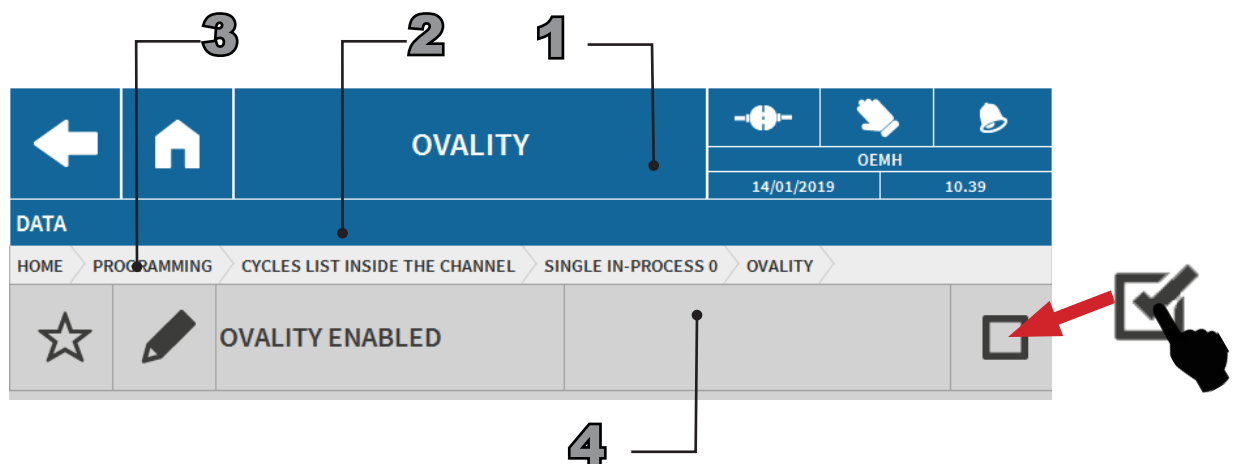 3 2 1
OVALITY
OEMH
14/01/2019 10.39
DATA
HOME PROGRAMMING CYCLES LIST INSIDE THE CHANNEL SINGLE IN-PROCESS 0 OVALITY
OVALITY ENABLED
4